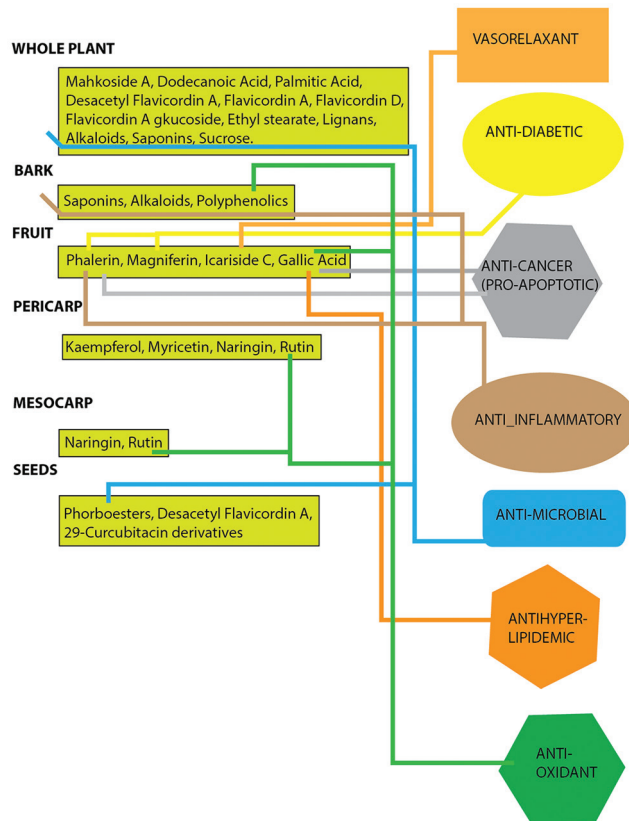 WHOLE PLANT
Mahkoside A, Dodecanoic Acid, Palmitic Acid,
Desacetyl Flavicordin A, Flavicordin A, Flavicordin D,
Flavicordin A gkucoside, Ethyl stearate, Lignans,
Alkaloids, Saponins, Sucrose.
BARK
Saponins, Alkaloids, Polyphenolics
FRUIT
Phalerin, Magniferin, Icariside C, Gallic Acid
PERICARP
Kaempferol, Myricetin, Naringin, Rutin
MESOCARP
Naringin, Rutin
SEEDS
Phorboesters, Desacetyl Flavicordin A,
29-Curcubitacin derivatives
VASORELAXANT
ANTI-DIABETIC
ANTI-CANCER
(PRO-APOPTOTIC)
ANTI_INFLAMMATORY
ANTI-MICROBIAL
ANTIHYPER-
LIPIDEMIC
ANTI-
OXIDANT